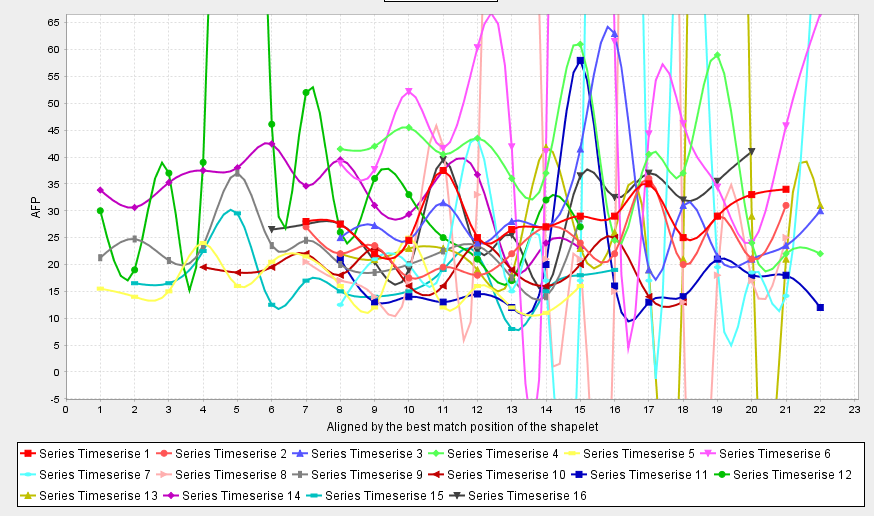 65
60
55
50
45
40
35
30
25
20
15
10
5
0
-5
AFP
0 1 2 3 4 5 6 7 8 9 10 11 12 13 14 15 16 17 18 19 20 21 22 23
Aligned by the best match position of the shapelet
Series Timeserise 1 Series Timeserise 2 Series Timeserise 3 Series Timeserise 4 Series Timeserise 5 Series Timeserise 6
Series Timeserise 7 Series Timeserise 8 Series Timeserise 9 Series Timeserise 10 Series Timeserise 11 Series Timeserise 12
Series Timeserise 13 Series Timeserise 14 Series Timeserise 15 Series Timeserise 16